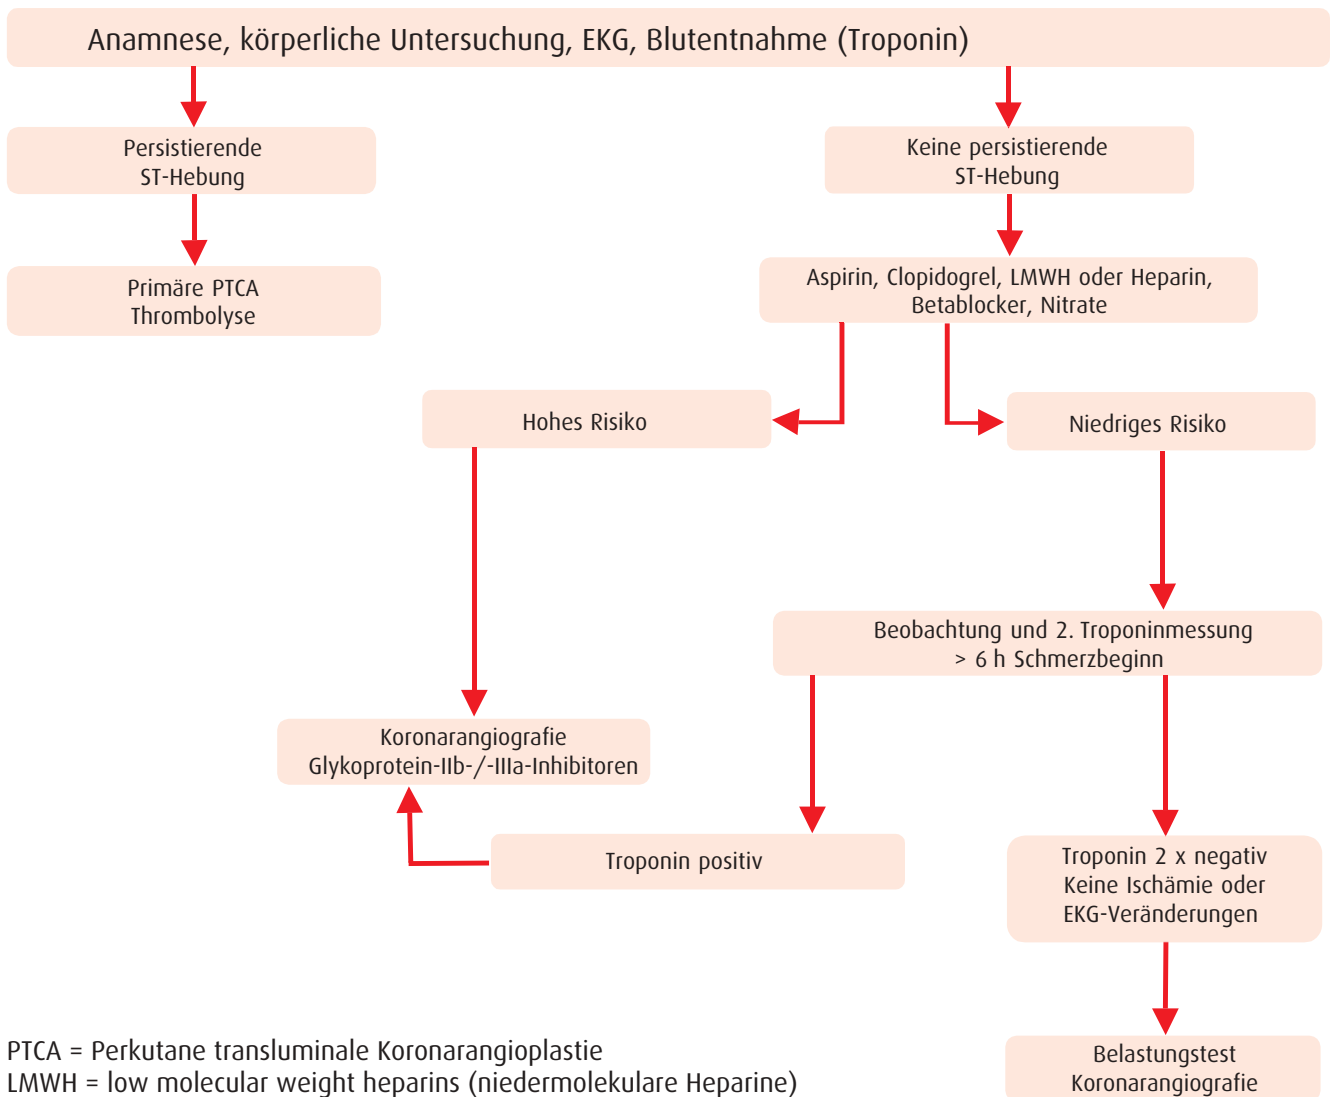 Anamnese, körperliche Untersuchung, EKG, Blutentnahme (Troponin)
Persistierende
ST-Hebung
Keine persistierende
ST-Hebung
Primäre PTCA
Thrombolyse
Aspirin, Clopidogrel, LMWH oder Heparin,
Betablocker, Nitrate
Hohes Risiko
Niedriges Risiko
Beobachtung und 2. Troponinmessung
> 6 h Schmerzbeginn
Koronarangiografie
Glykoprotein-IIb-/-IIIa-Inhibitoren
Troponin positiv
Troponin 2 x negativ
Keine Ischämie oder
EKG-Veränderungen
Belastungstest
Koronarangiografie
PTCA = Perkutane transluminale Koronarangioplastie
LMWH = low molecular weight heparins (niedermolekulare Heparine)